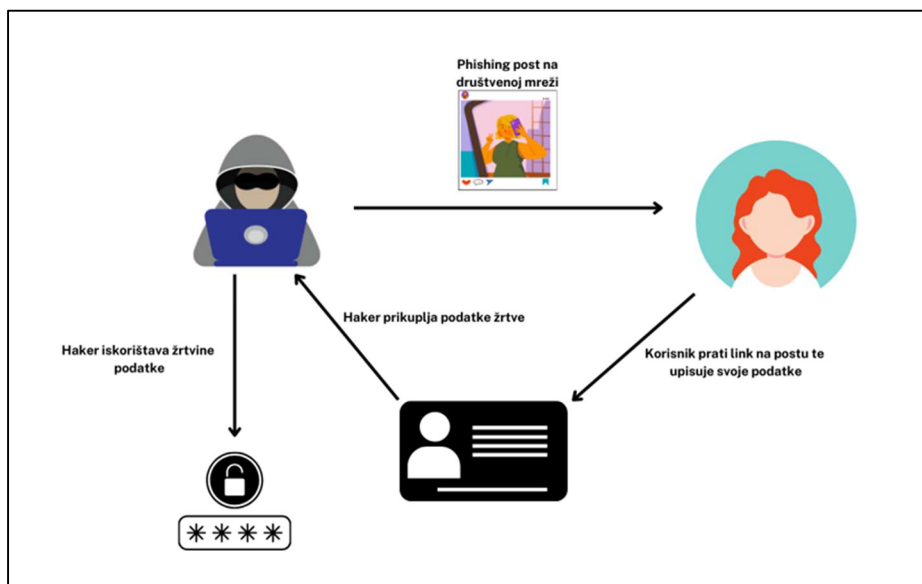 Phishing post na
društvenoj mreži
Haker prikuplja podatke žrtve
Haker iskorištava žrtvine
podatke
Korisnik prati link na postu te
upisuje svoje podatke